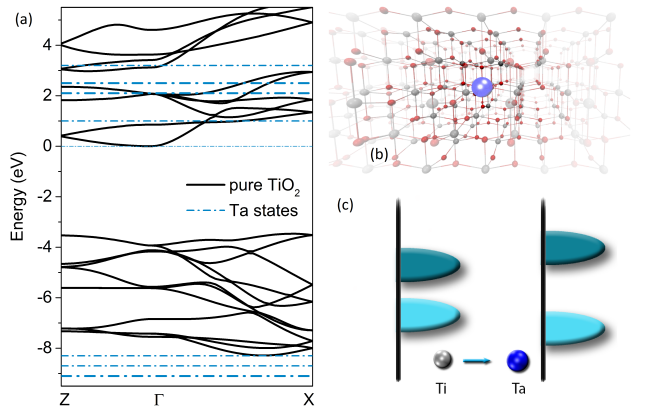 (a)
Energy (eV)
4
2
0
-2
-4
-6
-8
pure TiO2
Ta states
Z Γ X
(b)
(c)
Ti Ta